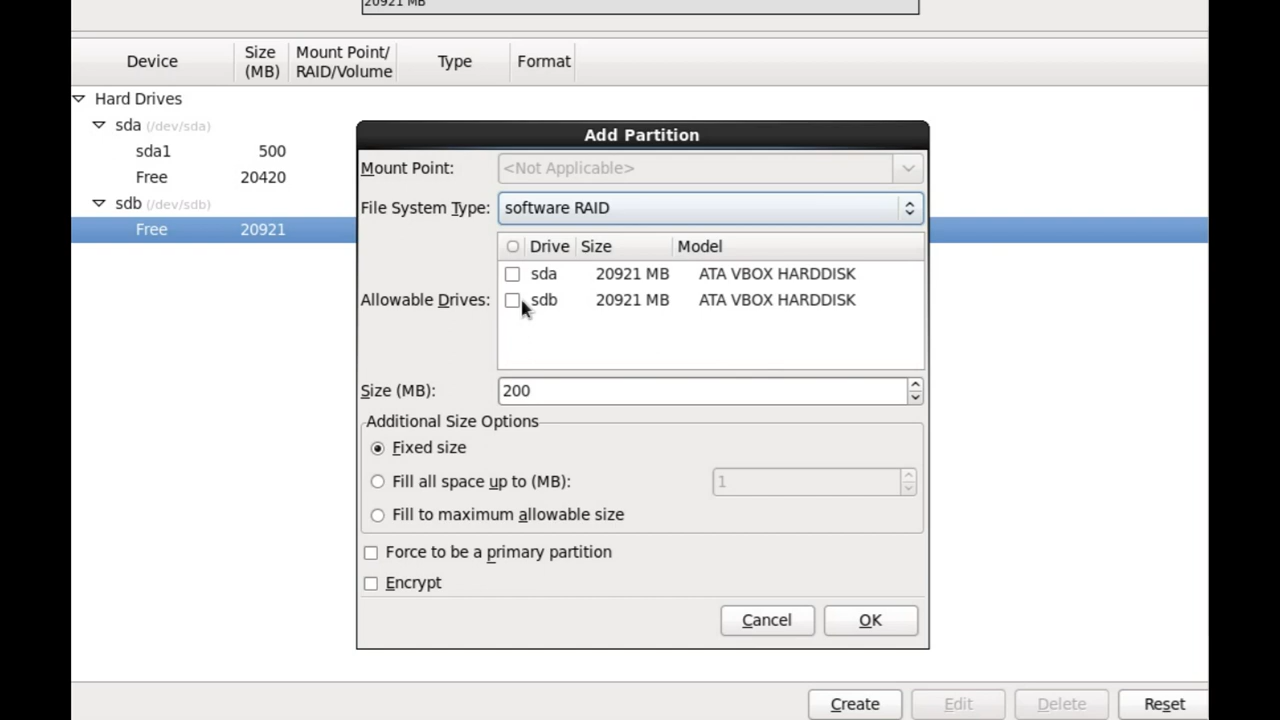 20921 MB
Device Size (MB) Mount Point/ RAID/Volume Type Format
Hard Drives
sda (/dev/sda)
sda1 500
Free 20420
sdb (/dev/sdb)
Free 20921
Add Partition
Mount Point: <Not Applicable>
File System Type: software RAID
Drive Size Model
sda 20921 MB ATA VBOX HARDDISK
Allowable Drives: sdb 20921 MB ATA VBOX HARDDISK
Size (MB): 200
Additional Size Options
Fixed size
Fill all space up to (MB): 1
Fill to maximum allowable size
Force to be a primary partition
Encrypt
Cancel OK
Create Edit Delete Reset